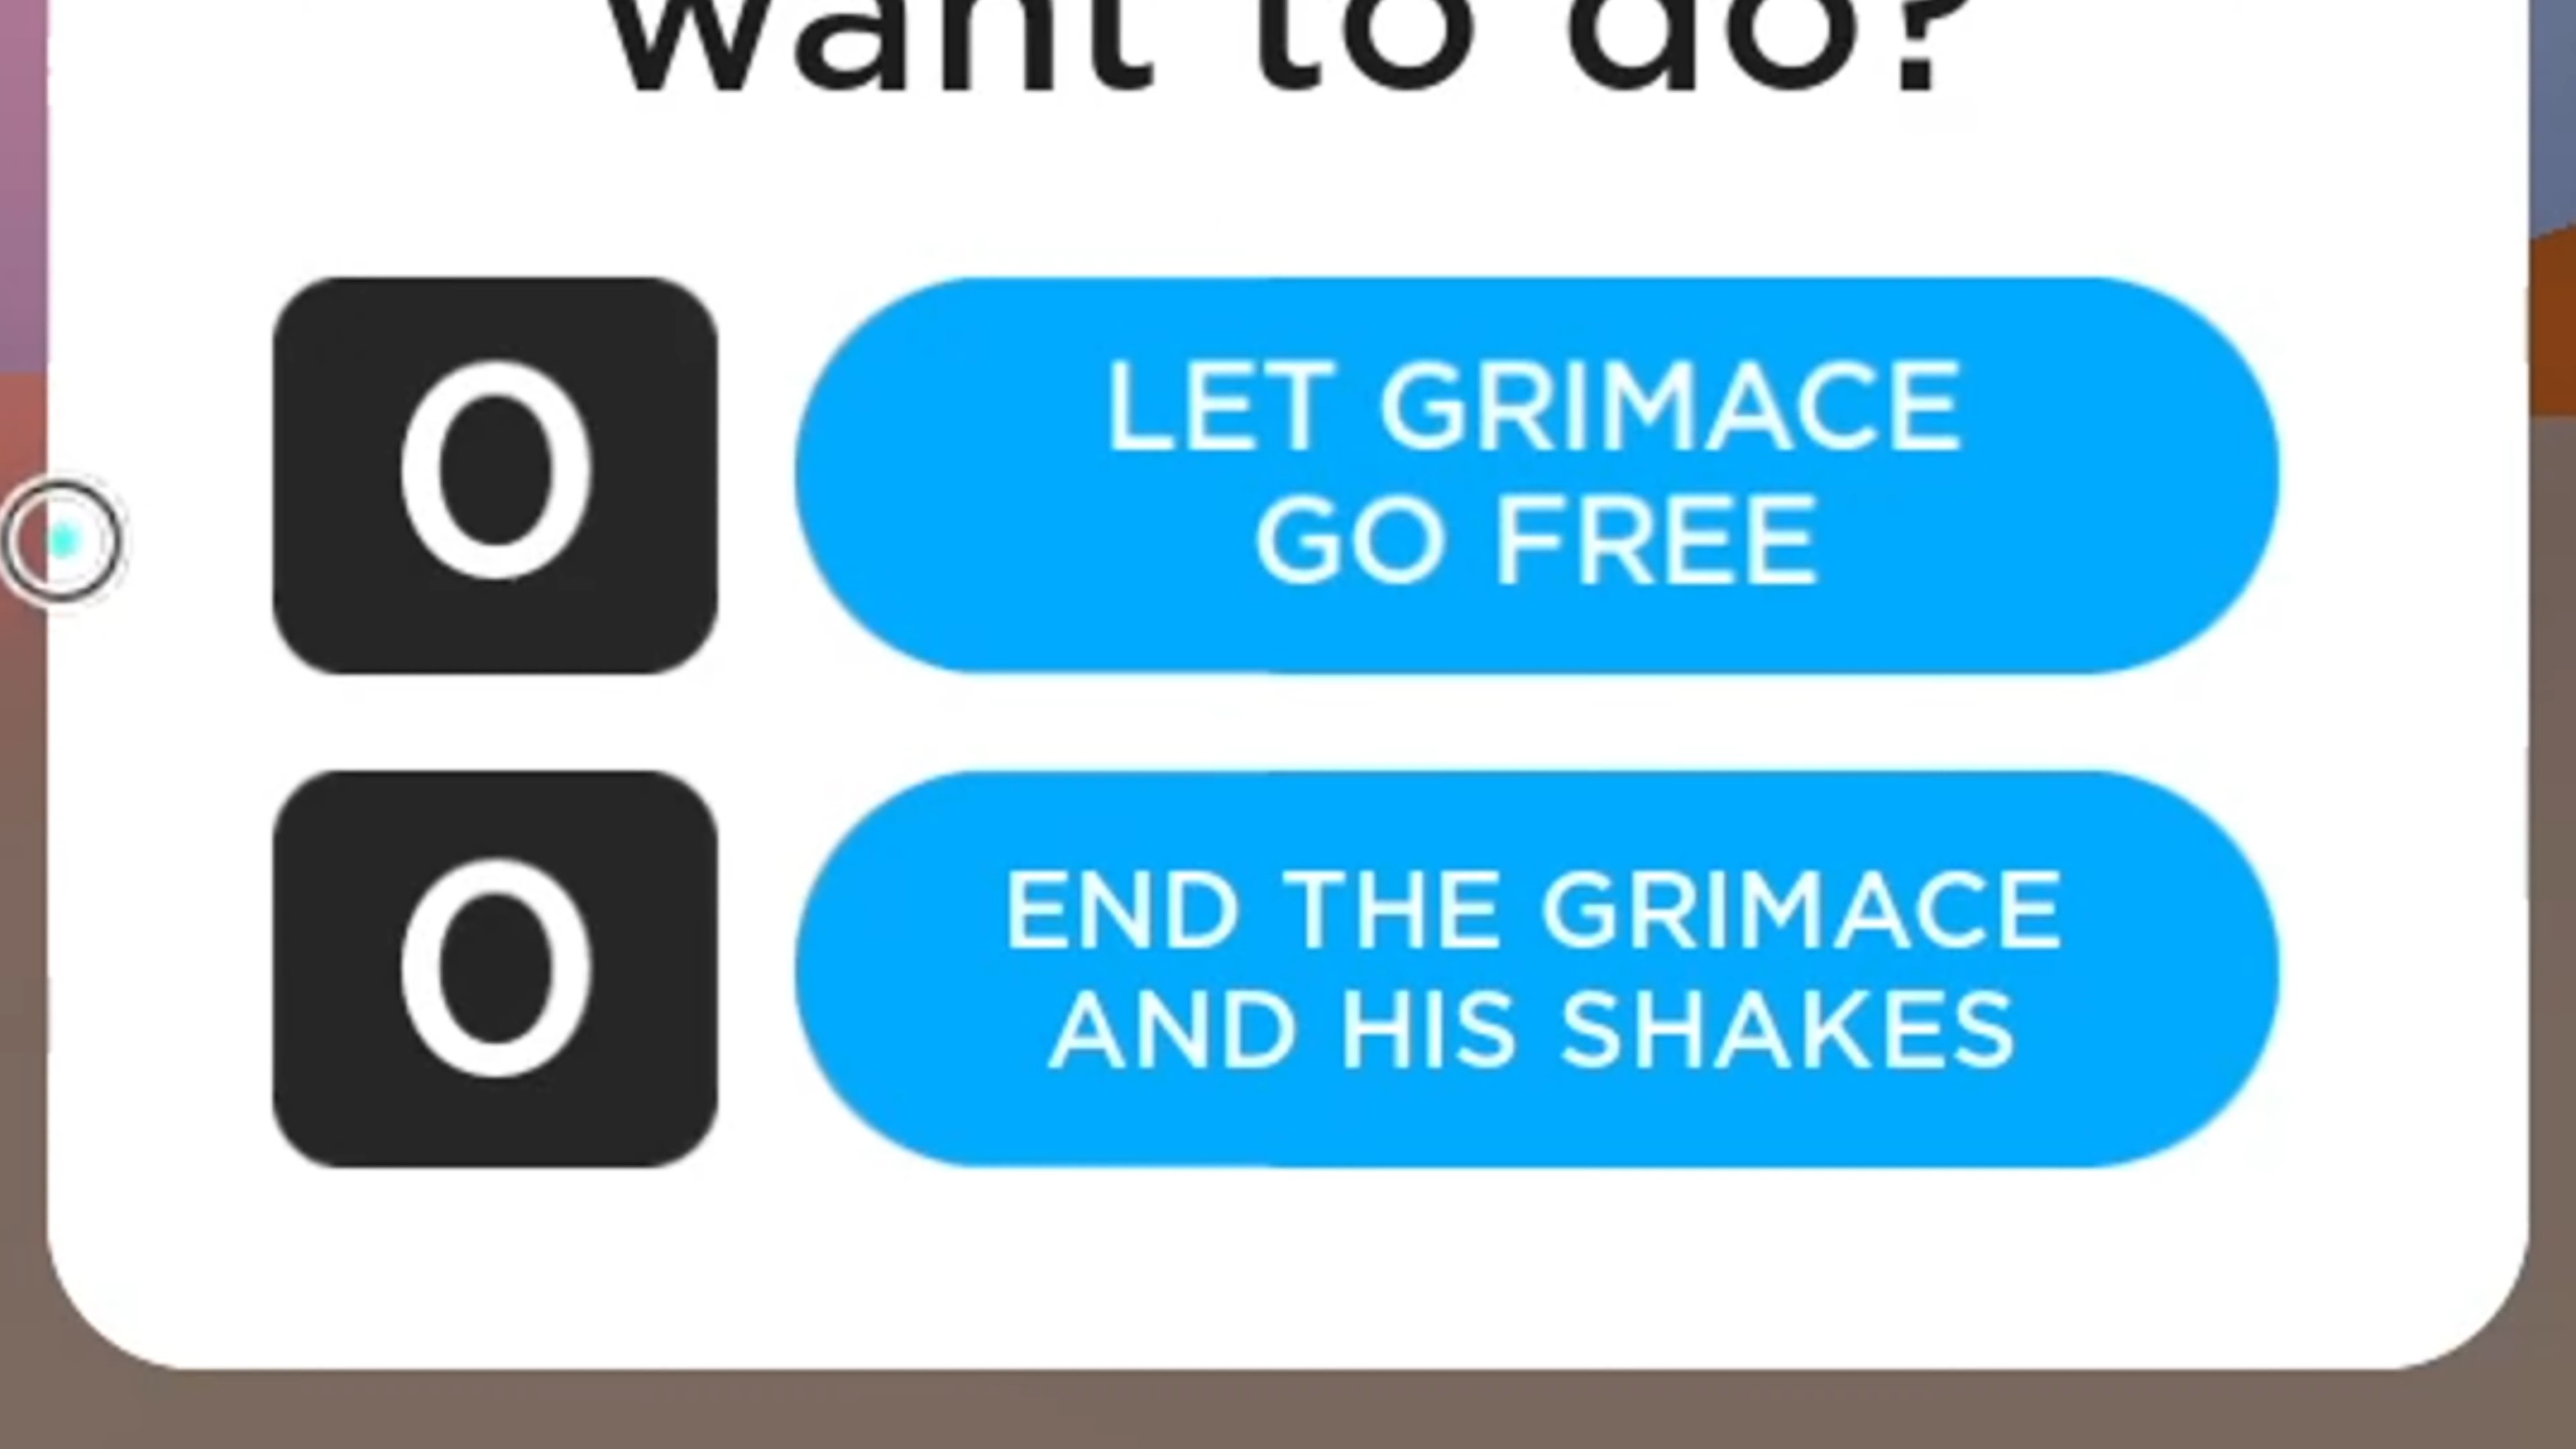 want to do?
0
LET GRIMACE
GO FREE
0
END THE GRIMACE
AND HIS SHAKES